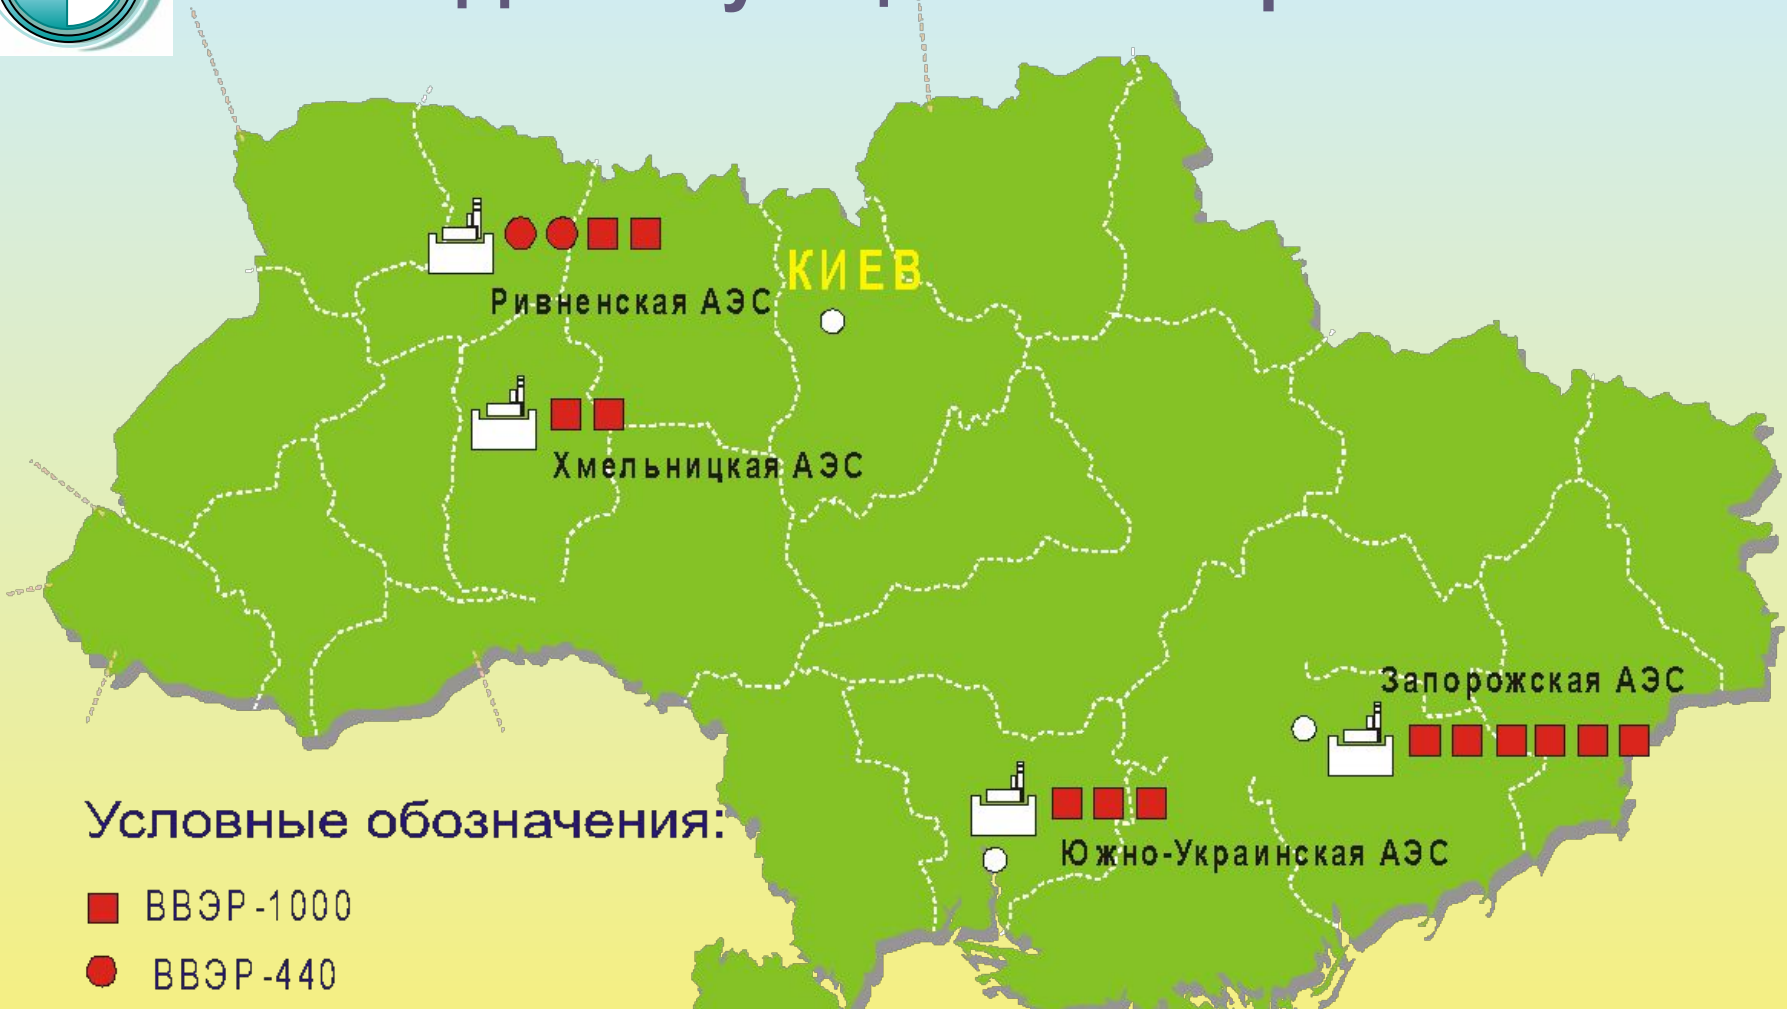 КИЕВ
Ривненская АЭС
Хмельницкая АЭС
Запорожская АЭС
Южно-Украинская АЭС
Условные обозначения:
ВВЭР-1000
ВВЭР-440